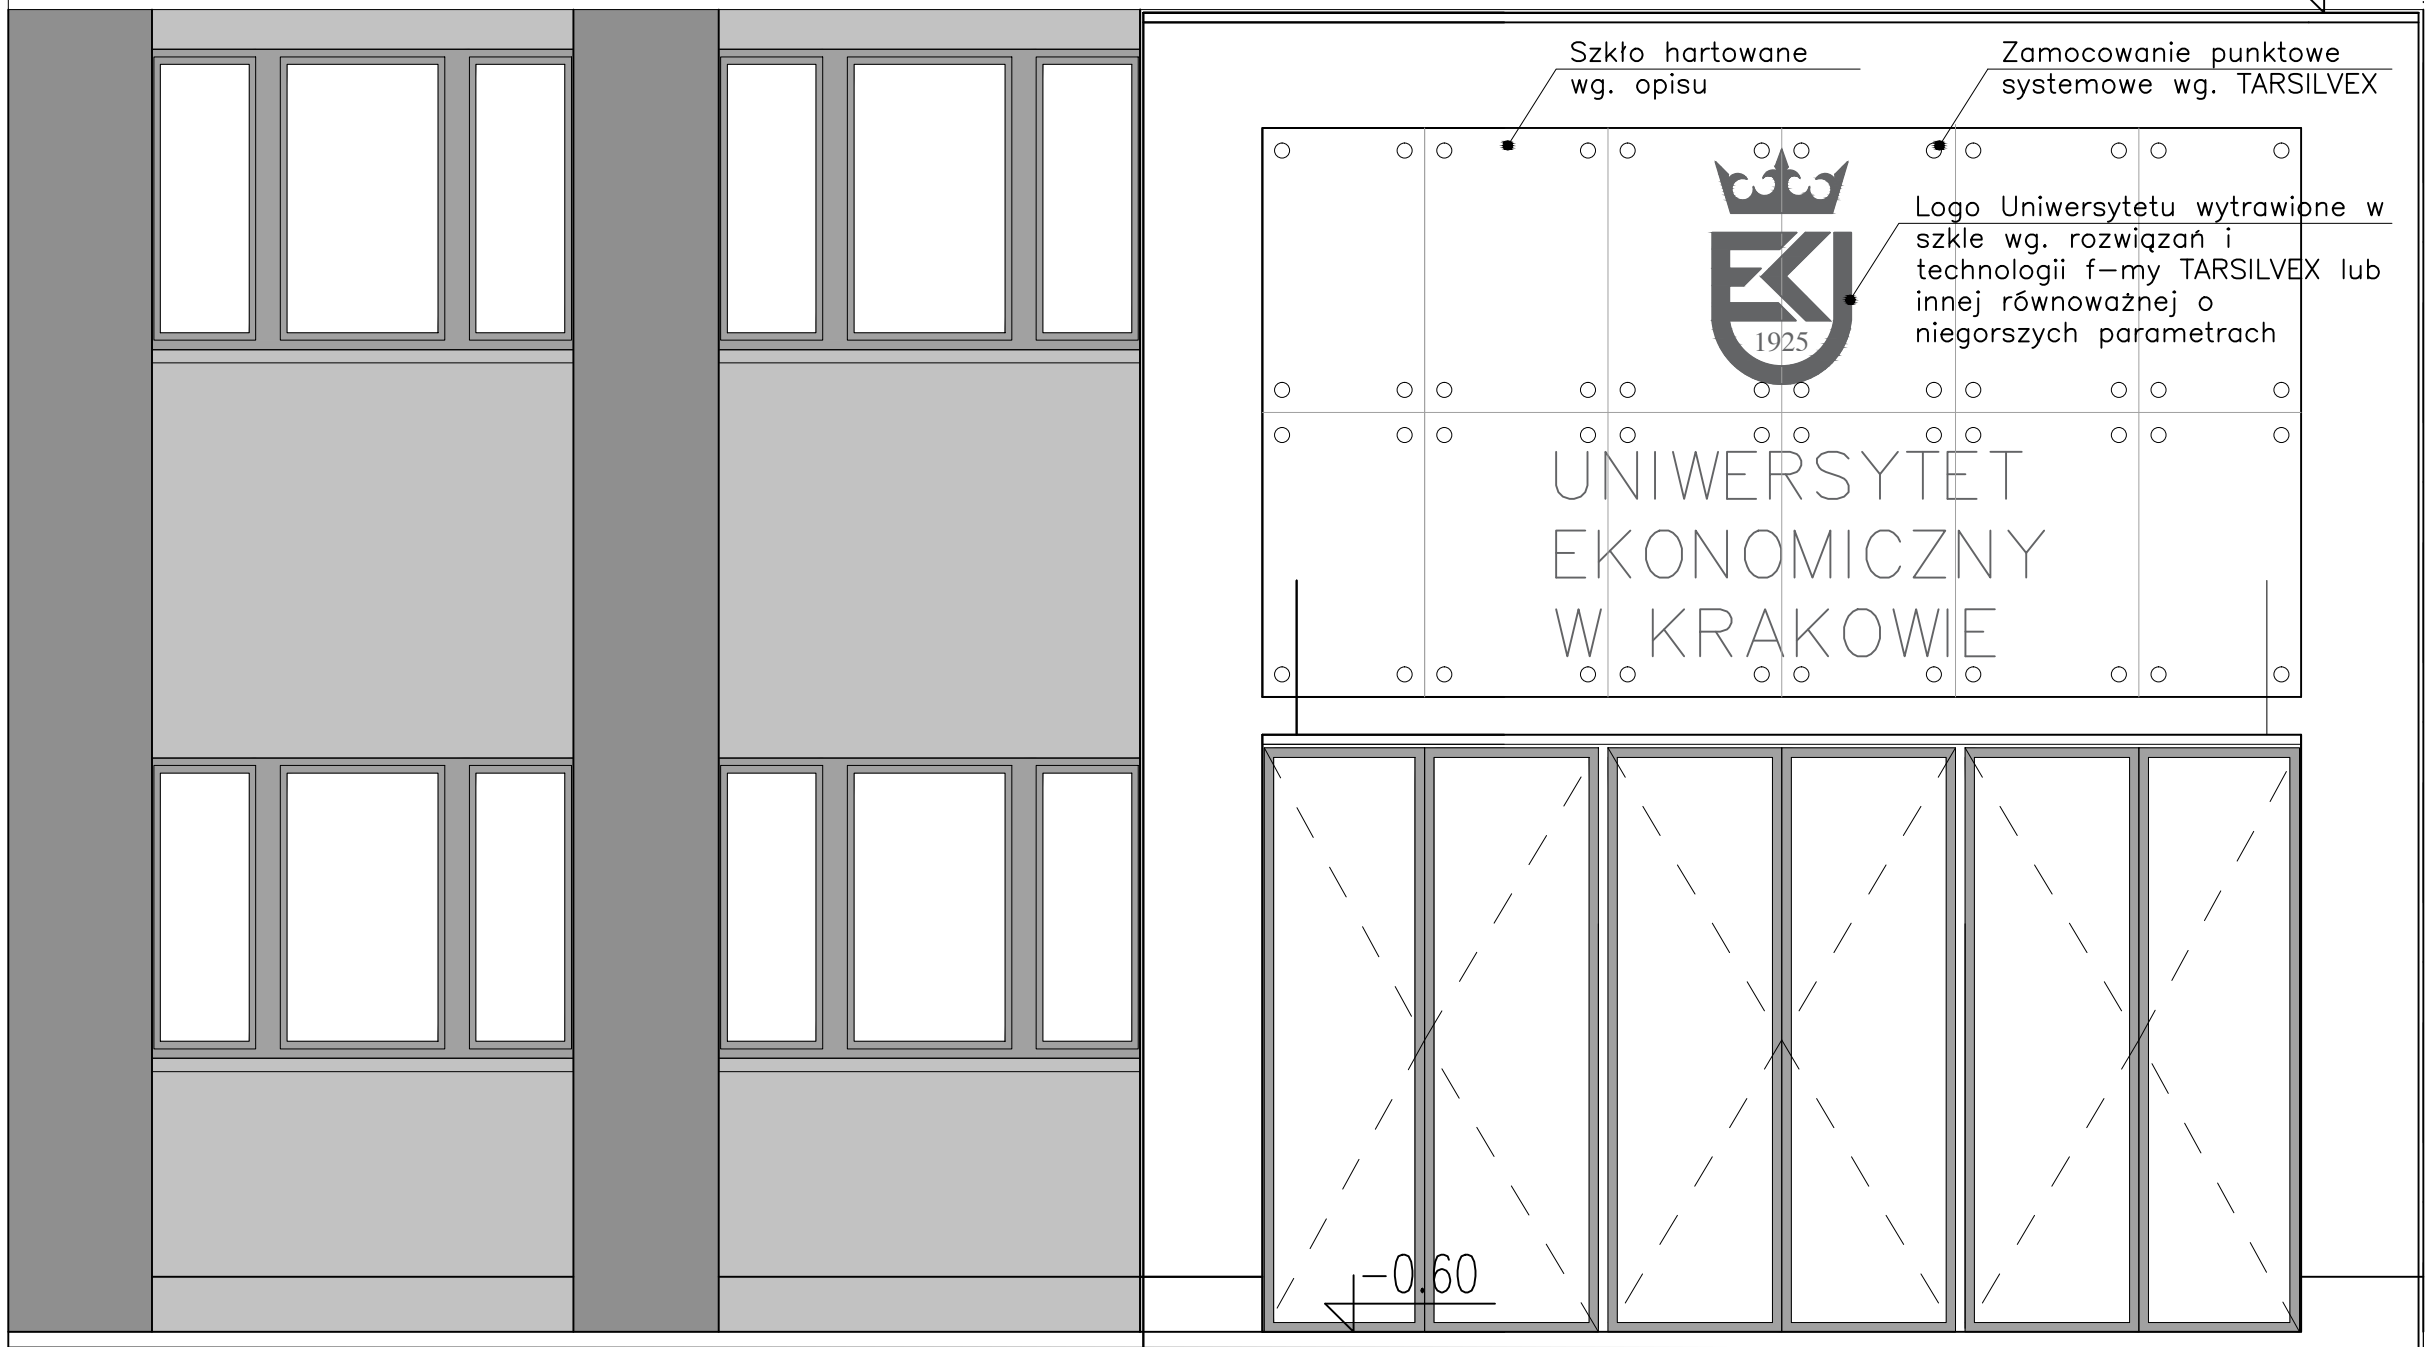 Szkło hartowane
wg. opisu
Zamocowanie punktowe
systemowe wg. TARSILVEX
Logo Uniwersytetu wytrawione w
szkle wg. rozwiązań i
technologii f-my TARSILVEX lub
innej równoważnej o
niegorszych parametrach
EKU
1925
UNIWERSYTET
EKONOMICZNY
W KRAKOWIE
-0.60